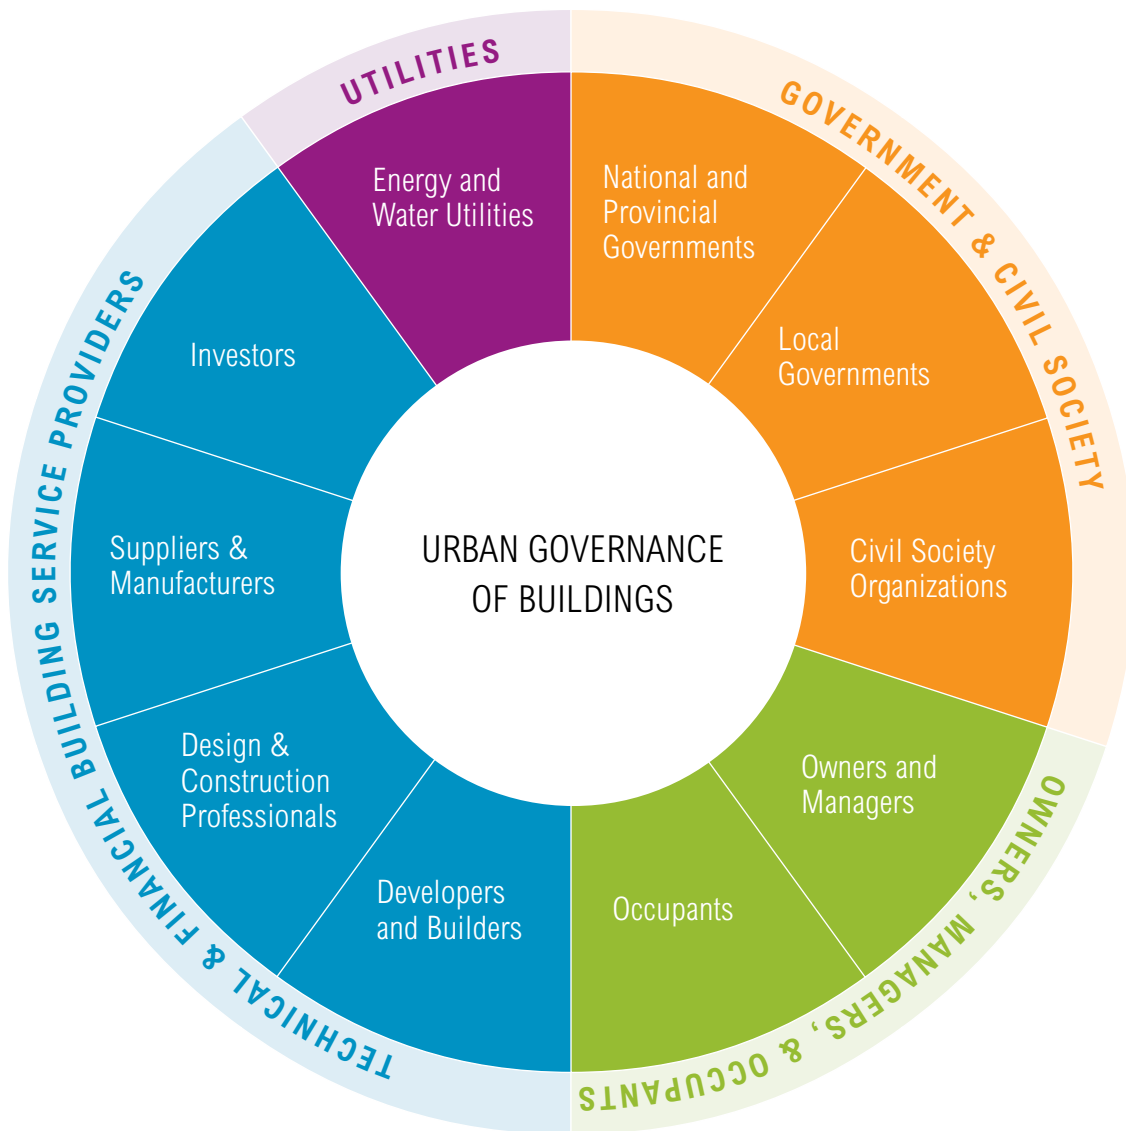 UTILITIES
GOVERNMENT & CIVIL SOCIETY
OWNERS, MANAGERS, & OCCUPANTS
TECHNICAL & FINANCIAL BUILDING SERVICE PROVIDERS
Energy and
Water Utilities
National and
Provincial
Governments
Local
Governments
Civil Society
Organizations
Owners and
Managers
Occupants
Developers
and Builders
Design &
Construction
Professionals
Suppliers &
Manufacturers
Investors
URBAN GOVERNANCE
OF BUILDINGS